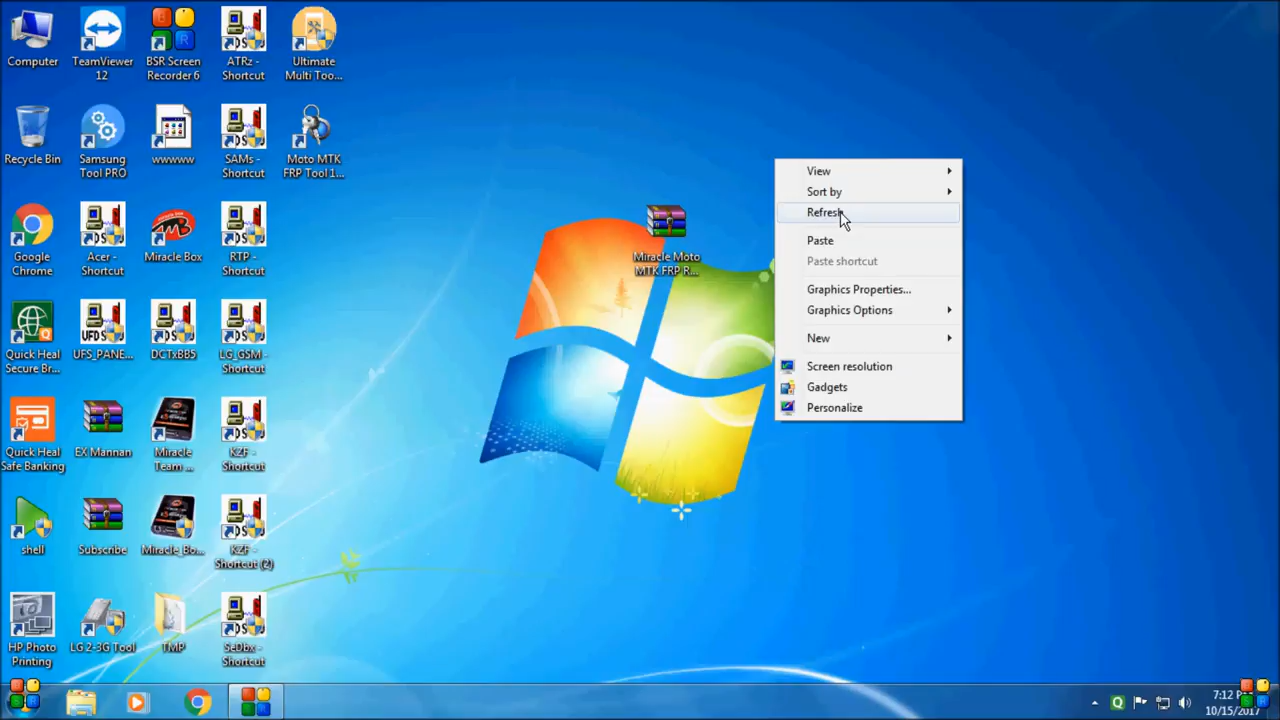 Computer
TeamViewer
12
BSR Screen
Recorder 6
ATRz -
Shortcut
Ultimate
Multi Too...
Recycle Bin
Samsung
Tool PRO
wwwww
SAMs -
Shortcut
Moto MTK
FRP Tool 1...
Google
Chrome
Acer -
Shortcut
Miracle Box
RTP -
Shortcut
Quick Heal
Secure Br...
UFS_PANE...
DCTxBB5
LG_GSM -
Shortcut
Quick Heal
Safe Banking
EX Mannan
Miracle
Team ...
KZF -
Shortcut
shell
Subscribe
Miracle_Bo...
KZF -
Shortcut (2)
HP Photo
Printing
LG 2-3G Tool
TMP
SeDbx -
Shortcut
Miracle Moto
MTK FRP R...
View
Sort by
Refresh
Paste
Paste shortcut
Graphics Properties...
Graphics Options
New
Screen resolution
Gadgets
Personalize
7:12 PM
10/15/2017